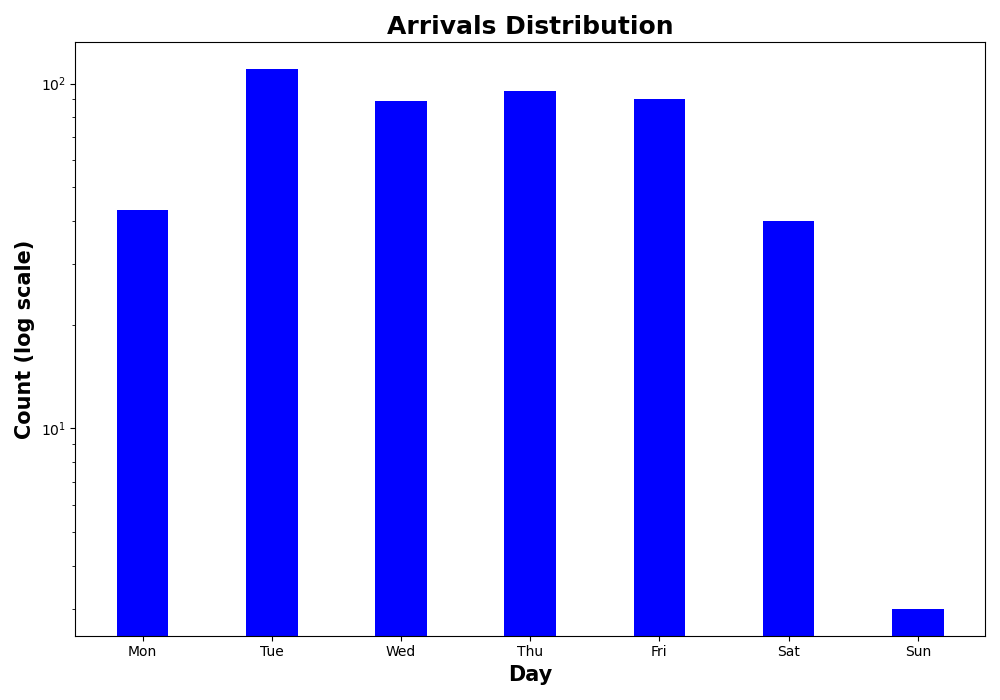 Arrivals Distribution
Count (log scale)
10²
10¹
Mon Tue Wed Thu Fri Sat Sun
Day